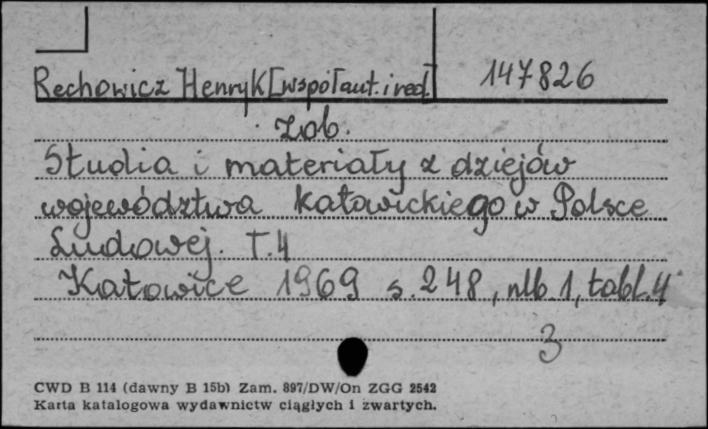 Rechowicz Henryk [współaut. i red.] 147826
Zob.
Studia i materiały z dziejów
województwa katowickiego w Polsce
Ludowej. T.4
Katowice 1969 s. 248, nlb. 1, tabl. 4
3
CWD B 114 (dawny B 15b) Zam. 897/DW/On ZGG 2542
Karta katalogowa wydawnictw ciągłych i zwartych.